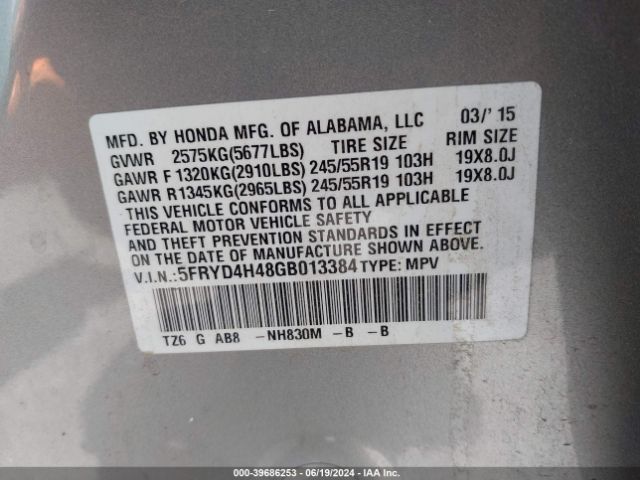 MFD. BY HONDA MFG. OF ALABAMA, LLC 03/' 15
GVWR 2575KG(5677LBS) TIRE SIZE RIM SIZE
GAWR F 1320KG(2910LBS) 245/55R19 103H 19X8.0J
GAWR R1345KG(2965LBS) 245/55R19 103H 19X8.0J
THIS VEHICLE CONFORMS TO ALL APPLICABLE
FEDERAL MOTOR VEHICLE SAFETY
AND THEFT PREVENTION STANDARDS IN EFFECT
ON THE DATE OF MANUFACTURE SHOWN ABOVE.
V.I.N.:5FRYD4H48GB013384 TYPE: MPV
TZ6 G AB8 -NH830M -B -B
000-39686253 - 06/19/2024 - IAA Inc.